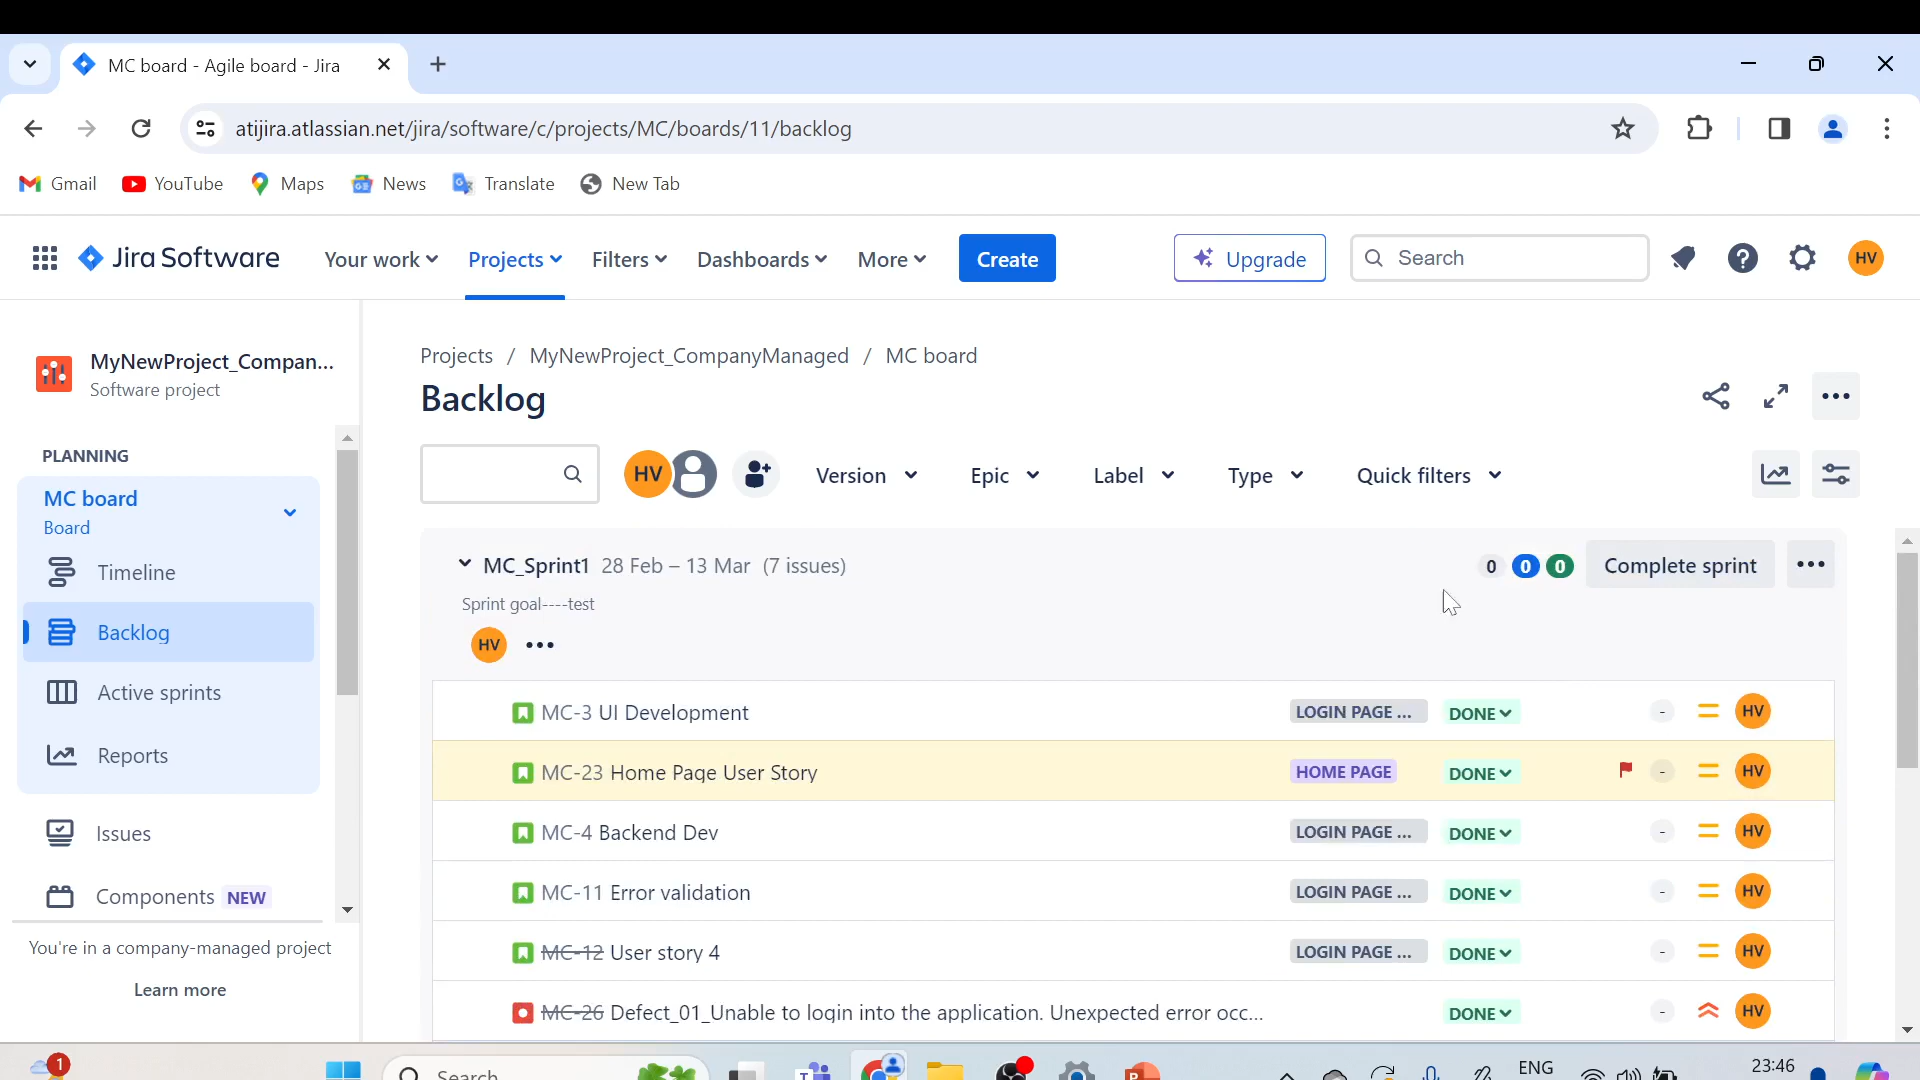 MC board - Agile board - Jira
atijira.atlassian.net/jira/software/c/projects/MC/boards/11/backlog
Gmail YouTube Maps News Translate New Tab
Jira Software Your work Projects Filters Dashboards More Create Upgrade Search HV
MyNewProject_Compan...
Software project
PLANNING
MC board
Board
Timeline
Backlog
Active sprints
Reports
Issues
Components NEW
You're in a company-managed project
Learn more
Projects / MyNewProject_CompanyManaged / MC board
Backlog
HV Version Epic Label Type Quick filters
MC_Sprint1 28 Feb – 13 Mar (7 issues) 0 0 0 Complete sprint
Sprint goal----test
HV
MC-3 UI Development LOGIN PAGE ... DONE - HV
MC-23 Home Page User Story HOME PAGE DONE - HV
MC-4 Backend Dev LOGIN PAGE ... DONE - HV
MC-11 Error validation LOGIN PAGE ... DONE - HV
MC-12 User story 4 LOGIN PAGE ... DONE - HV
MC-26 Defect_01_Unable to login into the application. Unexpected error occ... DONE - HV
1 Search ENG 23:46